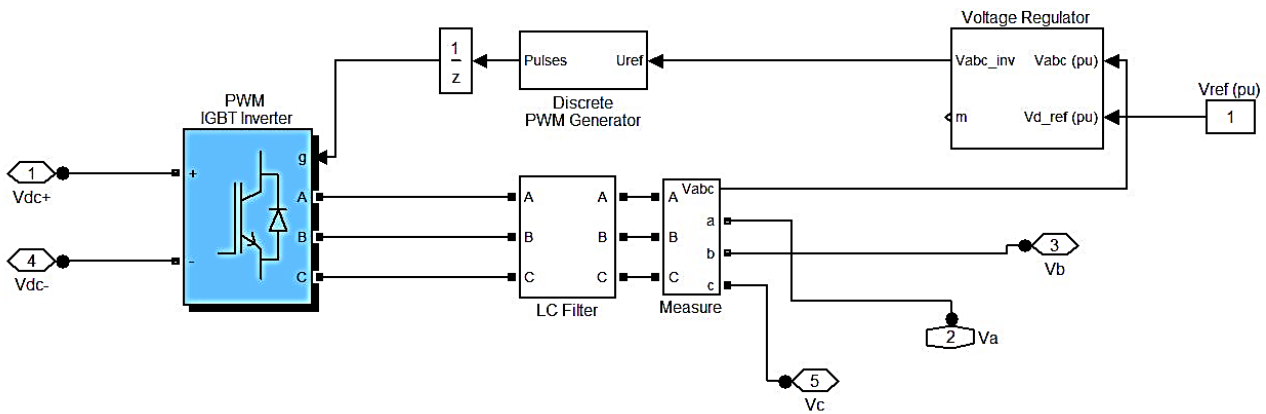 Voltage Regulator
1
z
Pulses
Uref
Vabc_inv
Vabc (pu)
Discrete
PWM Generator
Vref (pu)
1
m
Vd_ref (pu)
PWM
IGBT Inverter
g
1
Vdc+
+
A
A
A
A
Vabc
a
B
B
B
B
b
3
Vb
4
Vdc-
-
C
C
C
C
c
LC Filter
Measure
2
Va
5
Vc